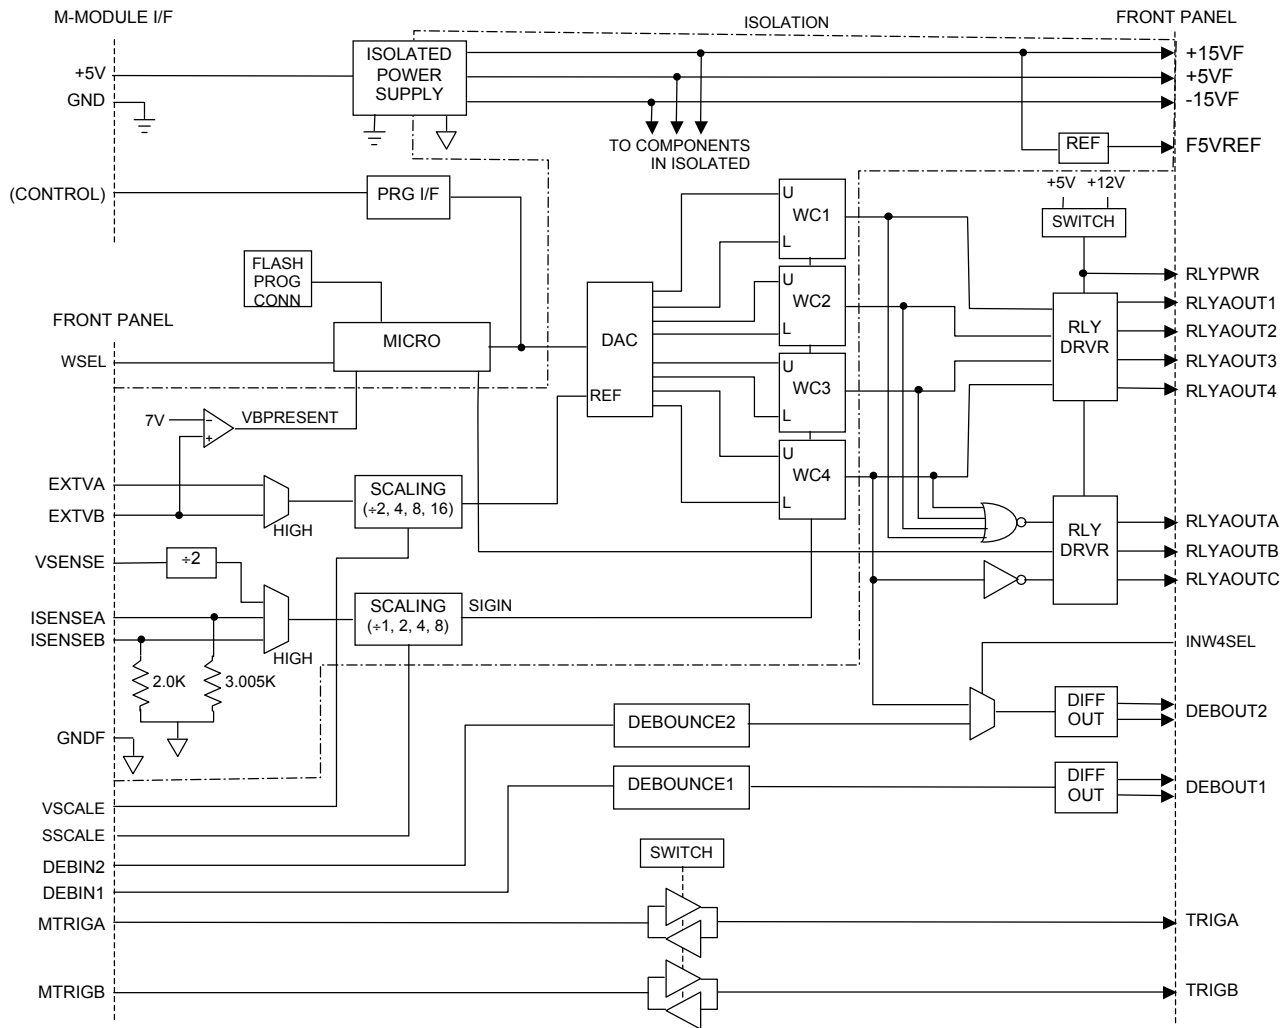 M-MODULE I/F
ISOLATION
FRONT PANEL
+5V
GND
ISOLATED
POWER
SUPPLY
+15VF
+5VF
-15VF
TO COMPONENTS
IN ISOLATED
REF
F5VREF
(CONTROL)
PRG I/F
+5V
+12V
SWITCH
FLASH
PROG
CONN
U
WC1
L
U
WC2
L
U
WC3
L
U
WC4
L
RLYPWR
RLYAOUT1
RLYAOUT2
RLYAOUT3
RLYAOUT4
RLY
DRVR
FRONT PANEL
WSEL
MICRO
DAC
REF
7V
−
+
VBPRESENT
EXTVA
EXTVB
HIGH
SCALING
(÷2, 4, 8, 16)
RLY
DRVR
RLYAOUTA
RLYAOUTB
RLYAOUTC
VSENSE
÷2
ISENSEA
ISENSEB
HIGH
SCALING
(÷1, 2, 4, 8)
SIGIN
2.0K
3.005K
GNDF
INW4SEL
DEBOUNCE2
DIFF
OUT
DEBOUT2
DEBOUNCE1
DIFF
OUT
DEBOUT1
VSCALE
SSCALE
DEBIN2
DEBIN1
SWITCH
MTRIGA
TRIGA
MTRIGB
TRIGB